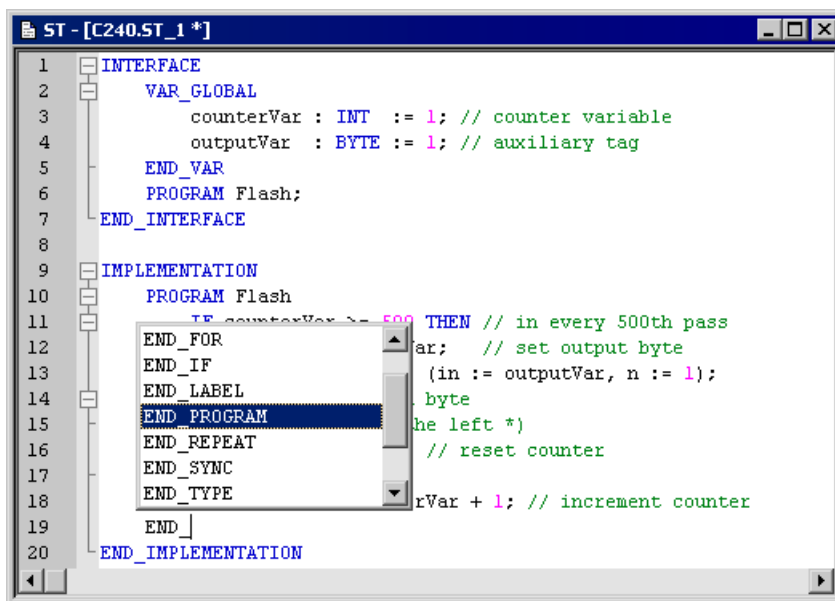 ST - [C240.ST_1 *]
1 INTERFACE
2 VAR_GLOBAL
3 counterVar : INT := 1; // counter variable
4 outputVar : BYTE := 1; // auxiliary tag
5 END_VAR
6 PROGRAM Flash;
7 END_INTERFACE
8
9 IMPLEMENTATION
10 PROGRAM Flash
11 IF counterVar >= 500 THEN // in every 500th pass
12 ar; // set output byte
13 (in := outputVar, n := 1);
14 byte
15 he left *)
16 // reset counter
17
18 rVar + 1; // increment counter
19 END_
20 END_IMPLEMENTATION
END_FOR
END_IF
END_LABEL
END_PROGRAM
END_REPEAT
END_SYNC
END_TYPE